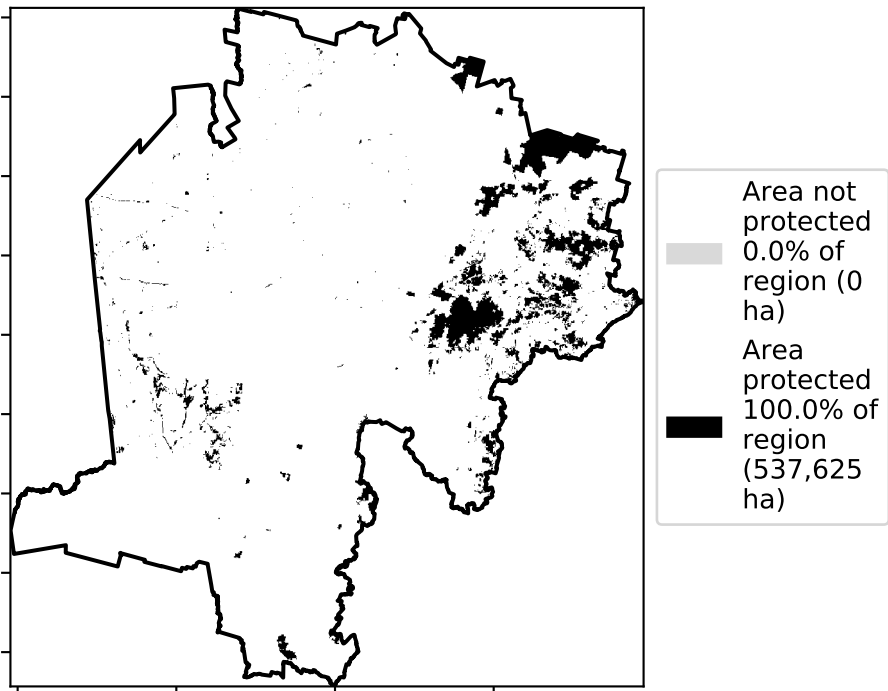 Area not
protected
0.0% of
region (0
ha)
Area
protected
100.0% of
region
(537,625
ha)